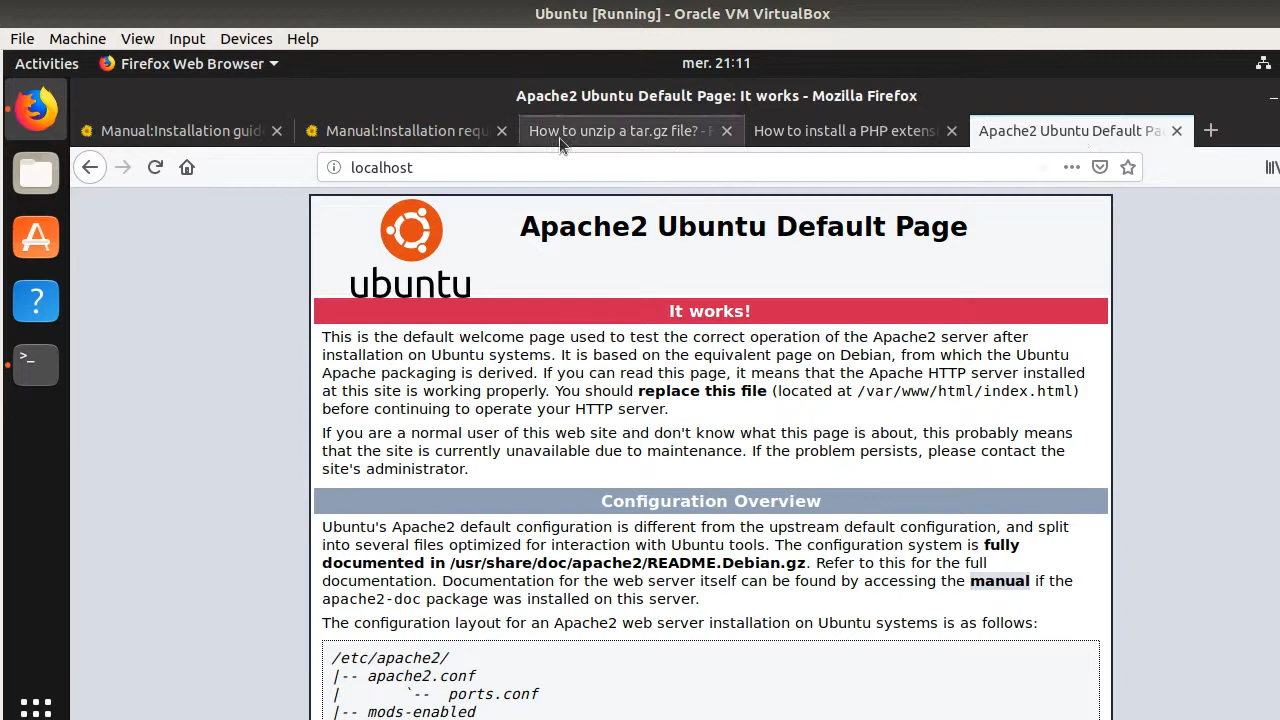 Ubuntu [Running] - Oracle VM VirtualBox
File Machine View Input Devices Help
Activities Firefox Web Browser mer. 21:11
Apache2 Ubuntu Default Page: It works - Mozilla Firefox
Manual:Installation guid Manual:Installation requ How to unzip a tar.gz file? - How to install a PHP extens Apache2 Ubuntu Default Pa
localhost
ubuntu
Apache2 Ubuntu Default Page
It works!
This is the default welcome page used to test the correct operation of the Apache2 server after
installation on Ubuntu systems. It is based on the equivalent page on Debian, from which the Ubuntu
Apache packaging is derived. If you can read this page, it means that the Apache HTTP server installed
at this site is working properly. You should replace this file (located at /var/www/html/index.html)
before continuing to operate your HTTP server.
If you are a normal user of this web site and don't know what this page is about, this probably means
that the site is currently unavailable due to maintenance. If the problem persists, please contact the
site's administrator.
Configuration Overview
Ubuntu's Apache2 default configuration is different from the upstream default configuration, and split
into several files optimized for interaction with Ubuntu tools. The configuration system is fully
documented in /usr/share/doc/apache2/README.Debian.gz. Refer to this for the full
documentation. Documentation for the web server itself can be found by accessing the manual if the
apache2-doc package was installed on this server.
The configuration layout for an Apache2 web server installation on Ubuntu systems is as follows:
/etc/apache2/
|-- apache2.conf
|       `--  ports.conf
|-- mods-enabled